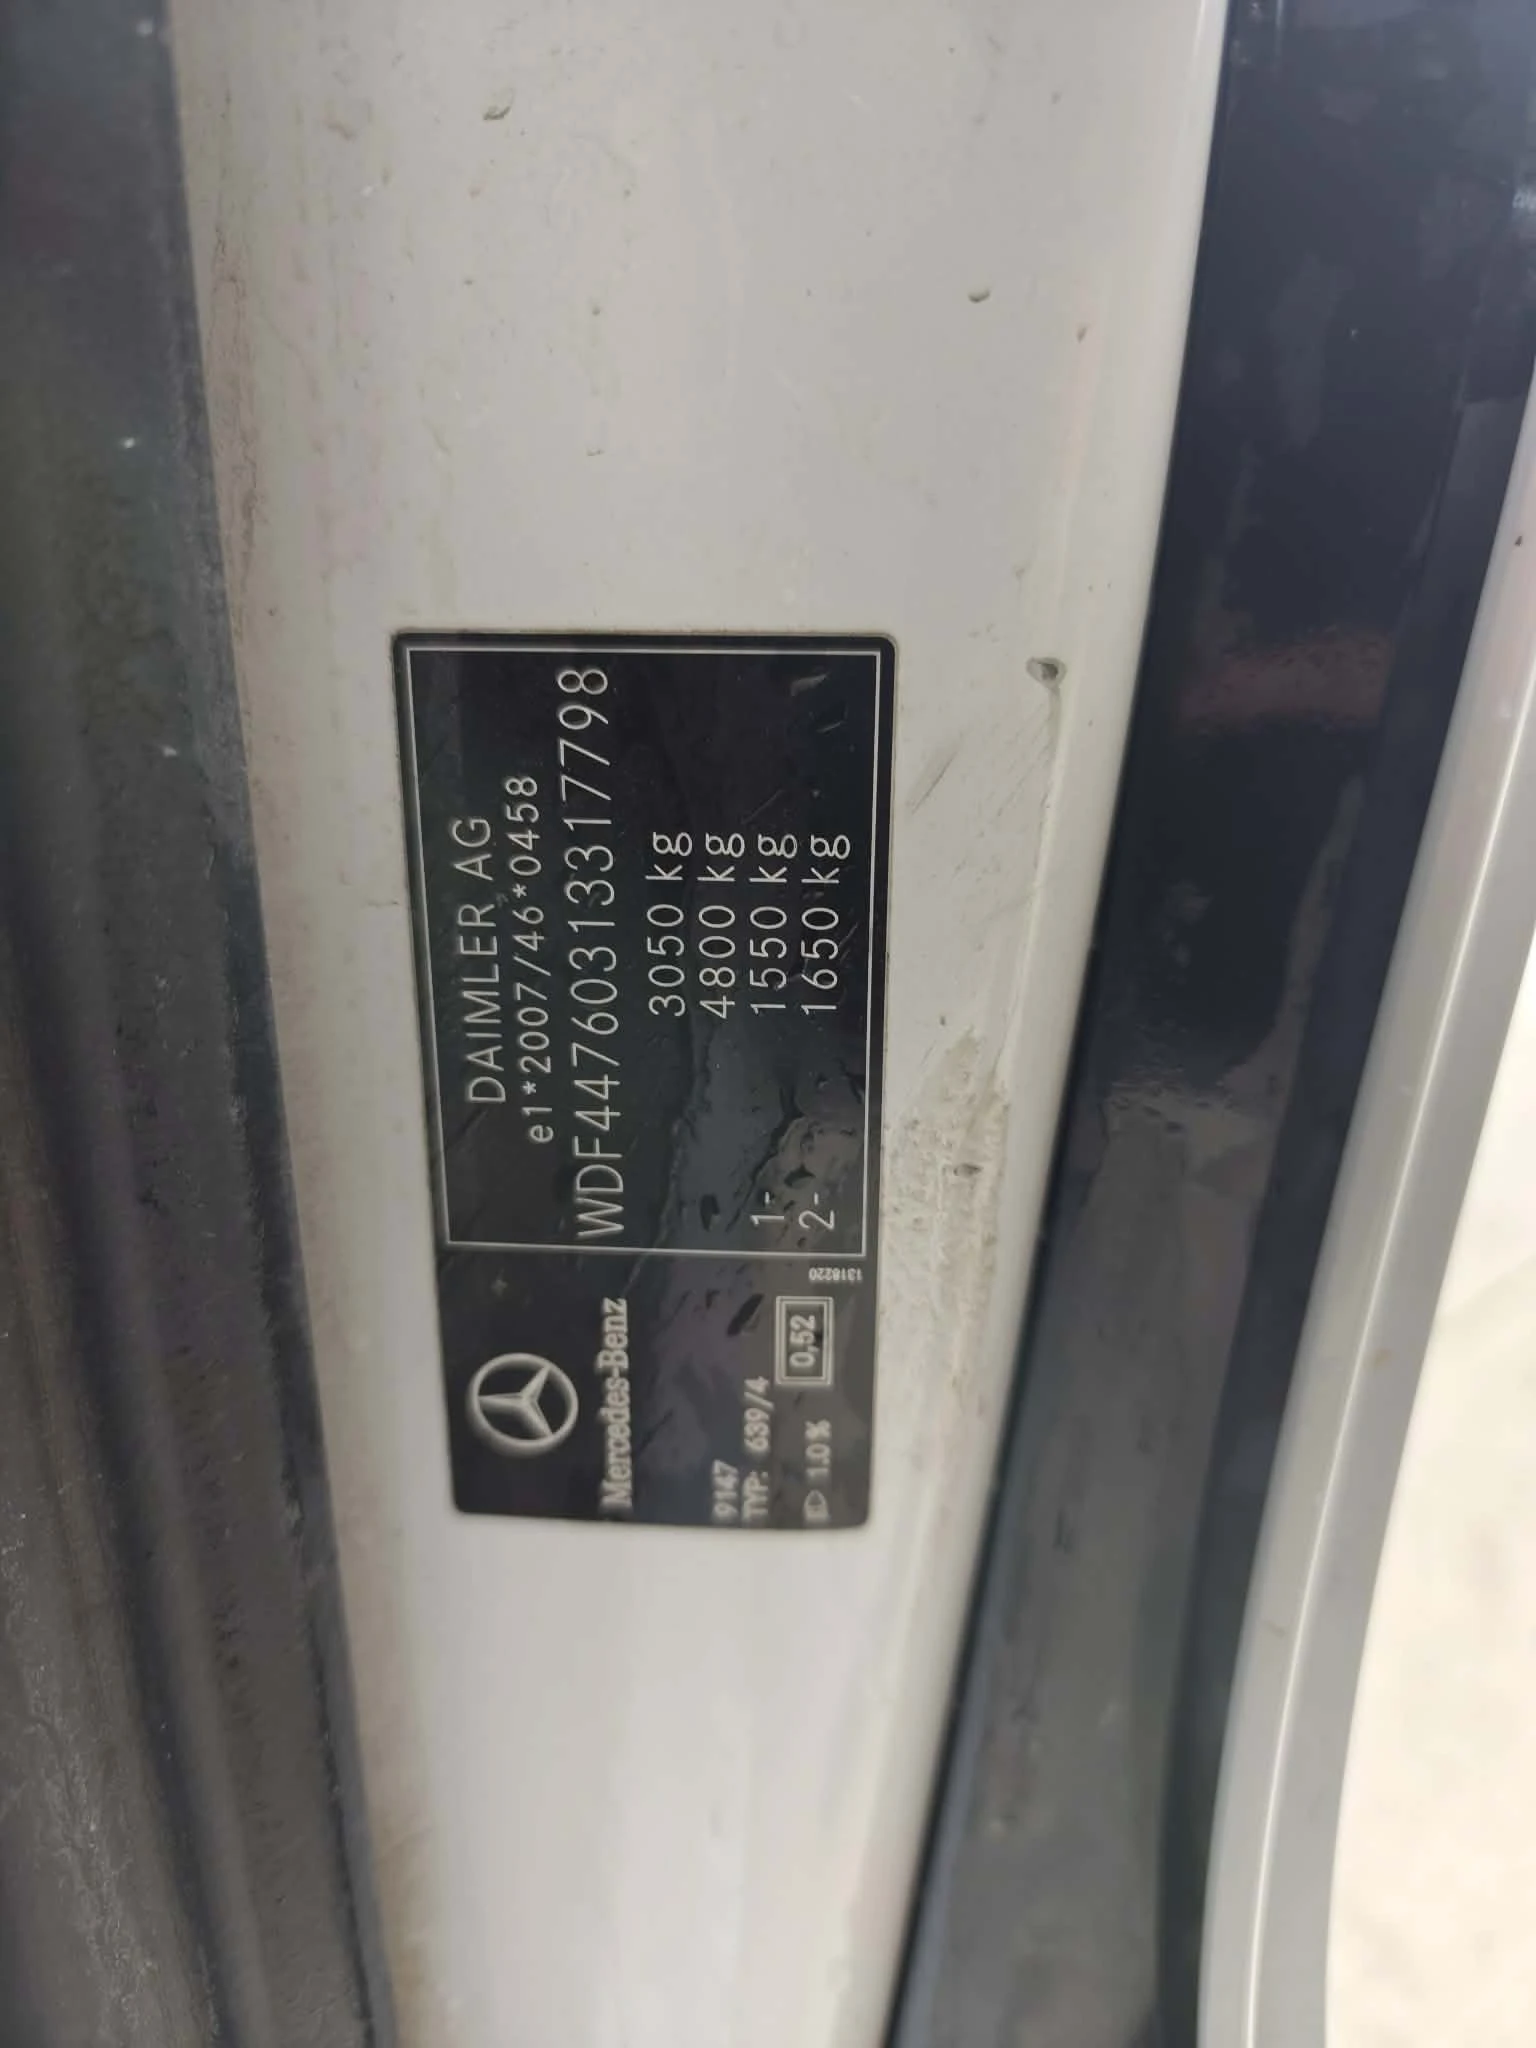 DAIMLER AG
e1*2007/46*0458
WDF44760313317798
3050 kg
4800 kg
1- 1550 kg
2- 1650 kg
Mercedes-Benz
9147
TYP: 639/4
1.0 %
0,52
1318220